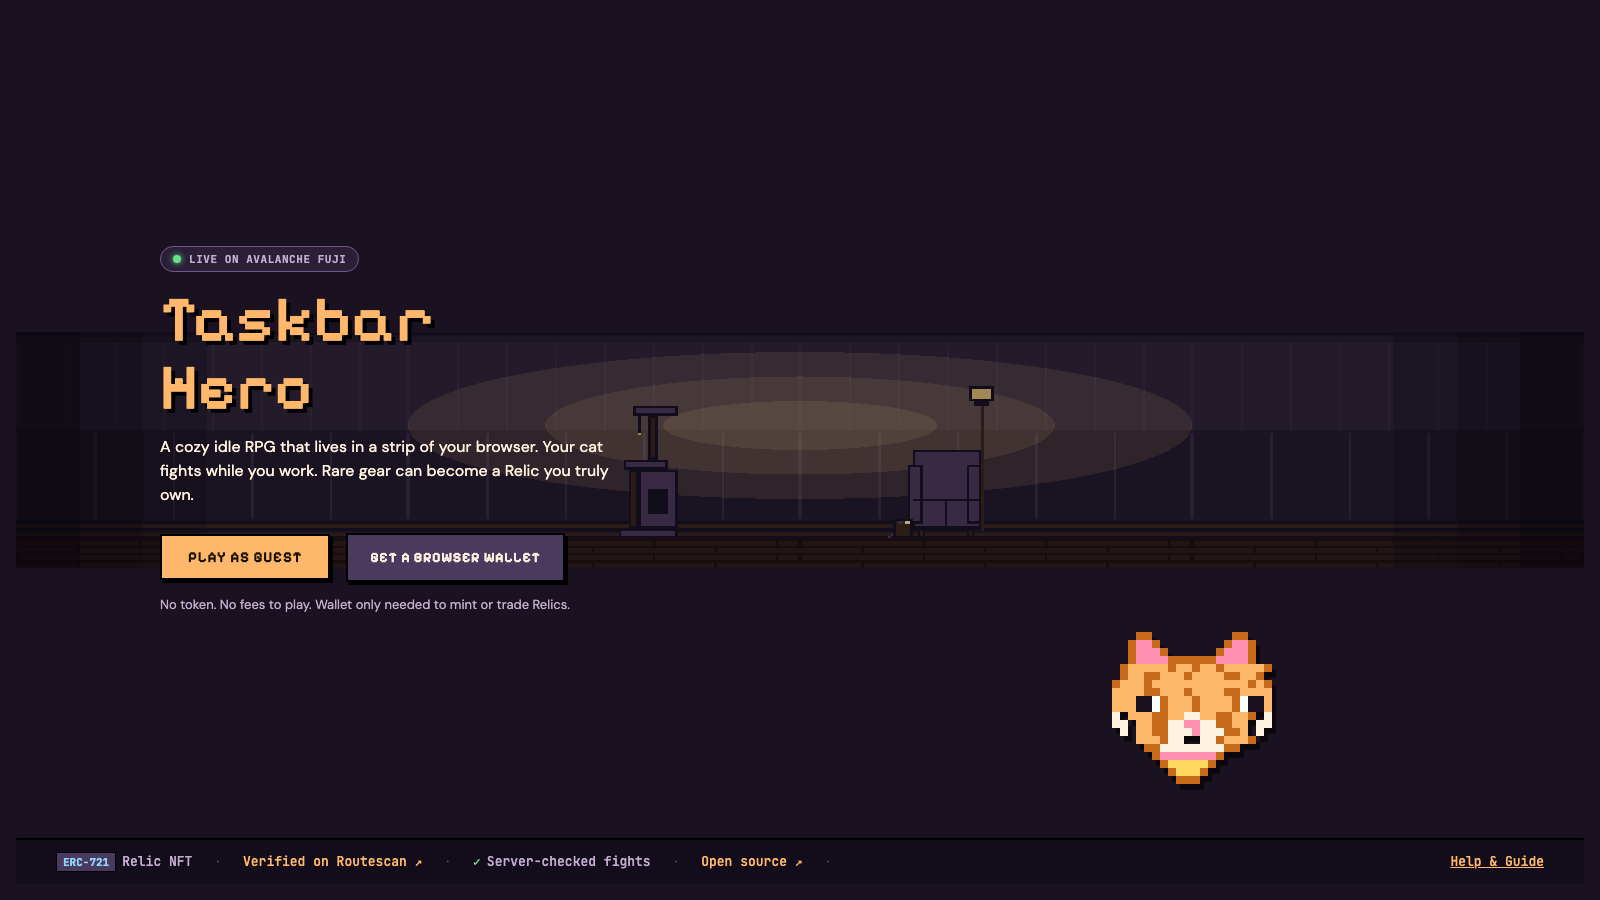 LIVE ON AVALANCHE FUJI
Taskbar
Hero
A cozy idle RPG that lives in a strip of your browser. Your cat
fights while you work. Rare gear can become a Relic you truly
own.
PLAY AS GUEST
GET A BROWSER WALLET
No token. No fees to play. Wallet only needed to mint or trade Relics.
ERC-721 Relic NFT · Verified on Routescan ↗ · ✓ Server-checked fights · Open source ↗ ·
Help & Guide